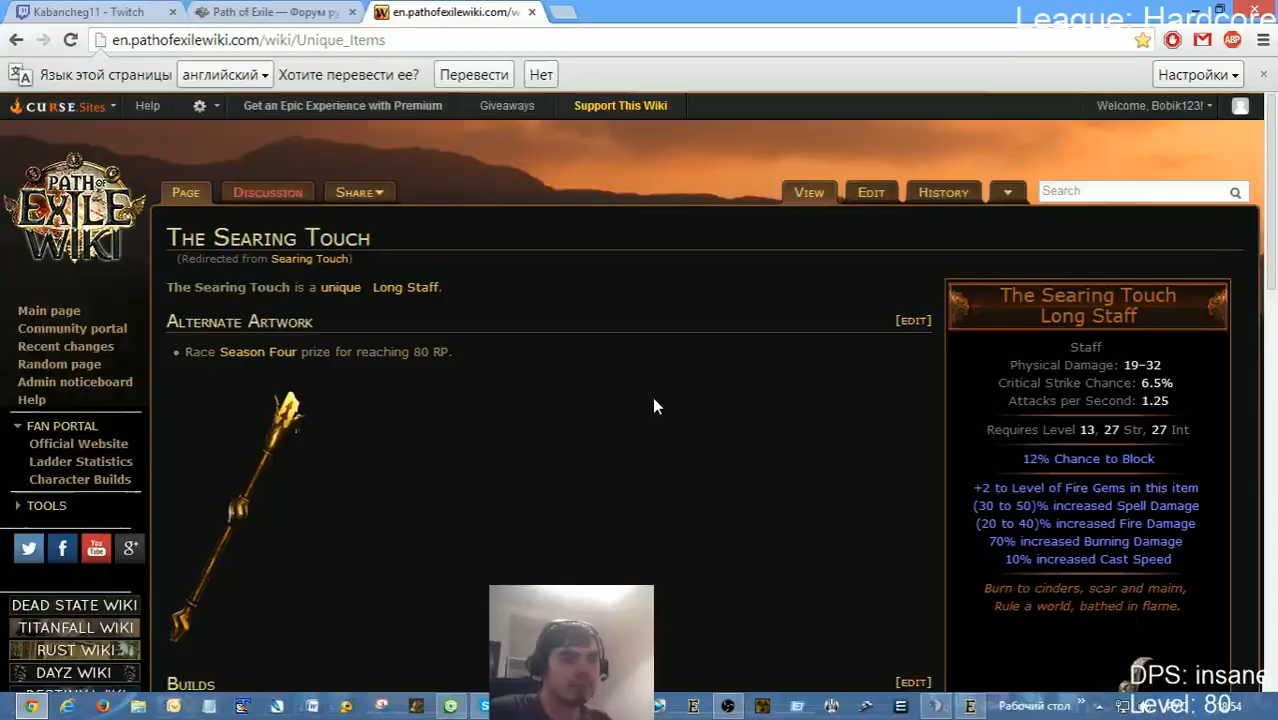 Kabancheg11 - Twitch
Path of Exile — Форум ру
en.pathofexilewiki.com/w
League: Hardcore
en.pathofexilewiki.com/wiki/Unique_Items
ABP
Язык этой страницы английский Хотите перевести ее? Перевести Нет Настройки
CURSE.Sites Help Get an Epic Experience with Premium Giveaways Support This Wiki Welcome, Bobik123!
PATH OF EXILE WIKI
PAGE DISCUSSION SHARE VIEW EDIT HISTORY Search
THE SEARING TOUCH
(Redirected from Searing Touch)
The Searing Touch is a unique Long Staff.
ALTERNATE ARTWORK [EDIT]
Race Season Four prize for reaching 80 RP.
BUILDS [EDIT]
Main page
Community portal
Recent changes
Random page
Admin noticeboard
Help
FAN PORTAL
Official Website
Ladder Statistics
Character Builds
TOOLS
You Tube
g+
DEAD STATE WIKI
TITANFALL WIKI
RUST WIKI
DAYZ WIKI
The Searing Touch
Long Staff
Staff
Physical Damage: 19–32
Critical Strike Chance: 6.5%
Attacks per Second: 1.25
Requires Level 13, 27 Str, 27 Int
12% Chance to Block
+2 to Level of Fire Gems in this item
(30 to 50)% increased Spell Damage
(20 to 40)% increased Fire Damage
70% increased Burning Damage
10% increased Cast Speed
Burn to cinders, scar and maim,
Rule a world, bathed in flame.
DPS: insane
Level: 80
Рабочий стол